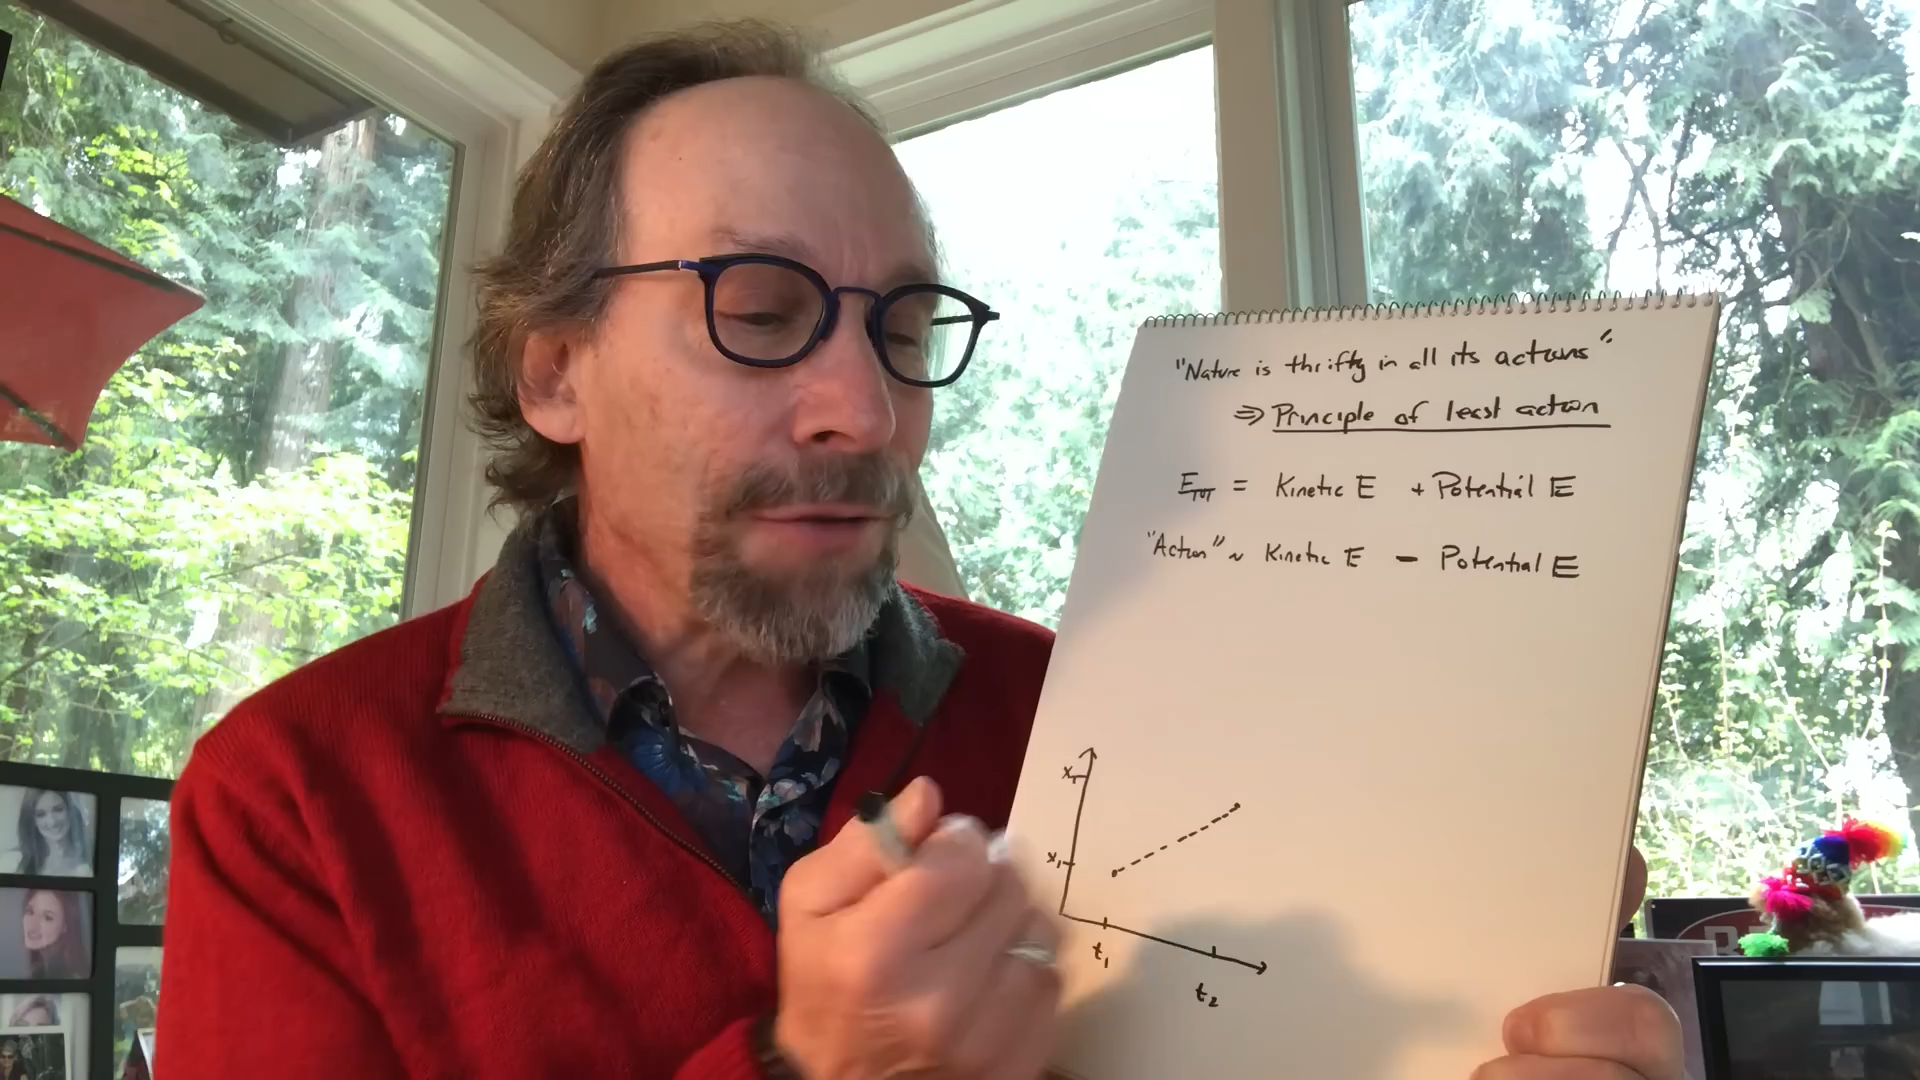 "Nature is thrifty in all its actions"
⇒ Principle of least action
E_TOT = Kinetic E + Potential E
"Action" ~ Kinetic E − Potential E
x₁
t₁
t₂